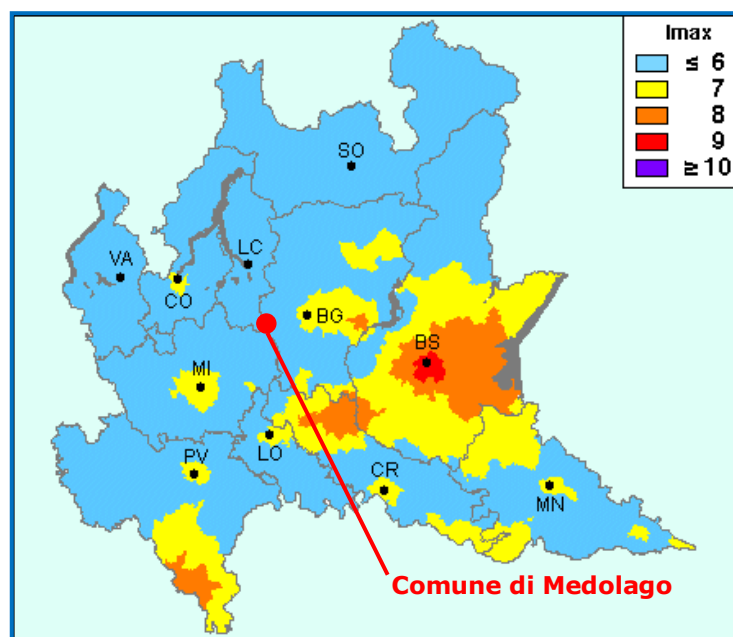 Imax
≤ 6
7
8
9
≥ 10
SO
VA
CO
LC
BG
BS
MI
LO
PV
CR
MN
Comune di Medolago